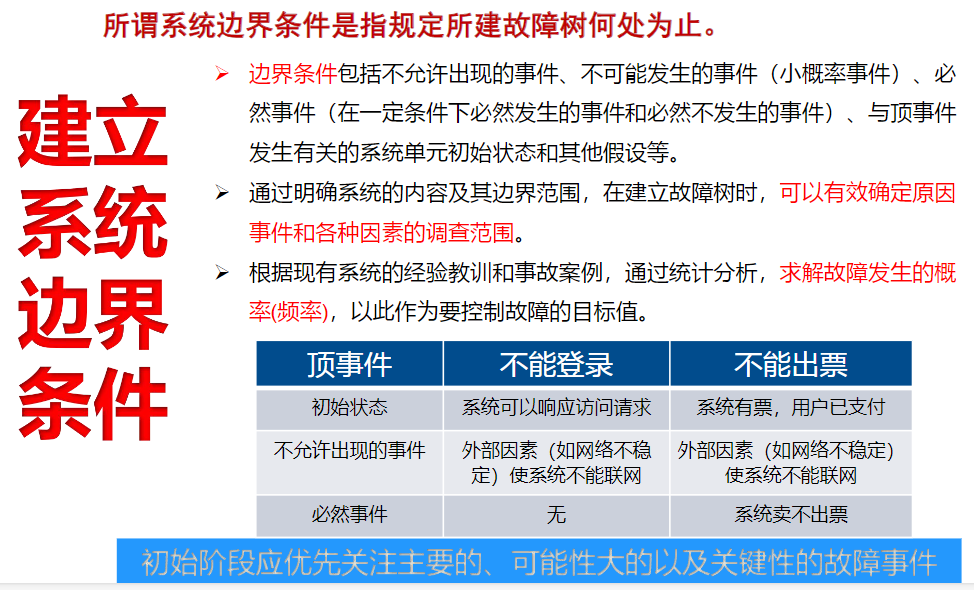 所谓系统边界条件是指规定所建故障树何处为止。
建立
系统
边界
条件
➢ 边界条件包括不允许出现的事件、不可能发生的事件（小概率事件）、必
然事件（在一定条件下必然发生的事件和必然不发生的事件）、与顶事件
发生有关的系统单元初始状态和其他假设等。
➢ 通过明确系统的内容及其边界范围，在建立故障树时，可以有效确定原因
事件和各种因素的调查范围。
➢ 根据现有系统的经验教训和事故案例，通过统计分析，求解故障发生的概
率(频率)，以此作为要控制故障的目标值。
顶事件 不能登录 不能出票
初始状态 系统可以响应访问请求 系统有票，用户已支付
不允许出现的事件 外部因素（如网络不稳 外部因素（如网络不稳定）
定）使系统不能联网 使系统不能联网
必然事件 无 系统卖不出票
初始阶段应优先关注主要的、可能性大的以及关键性的故障事件